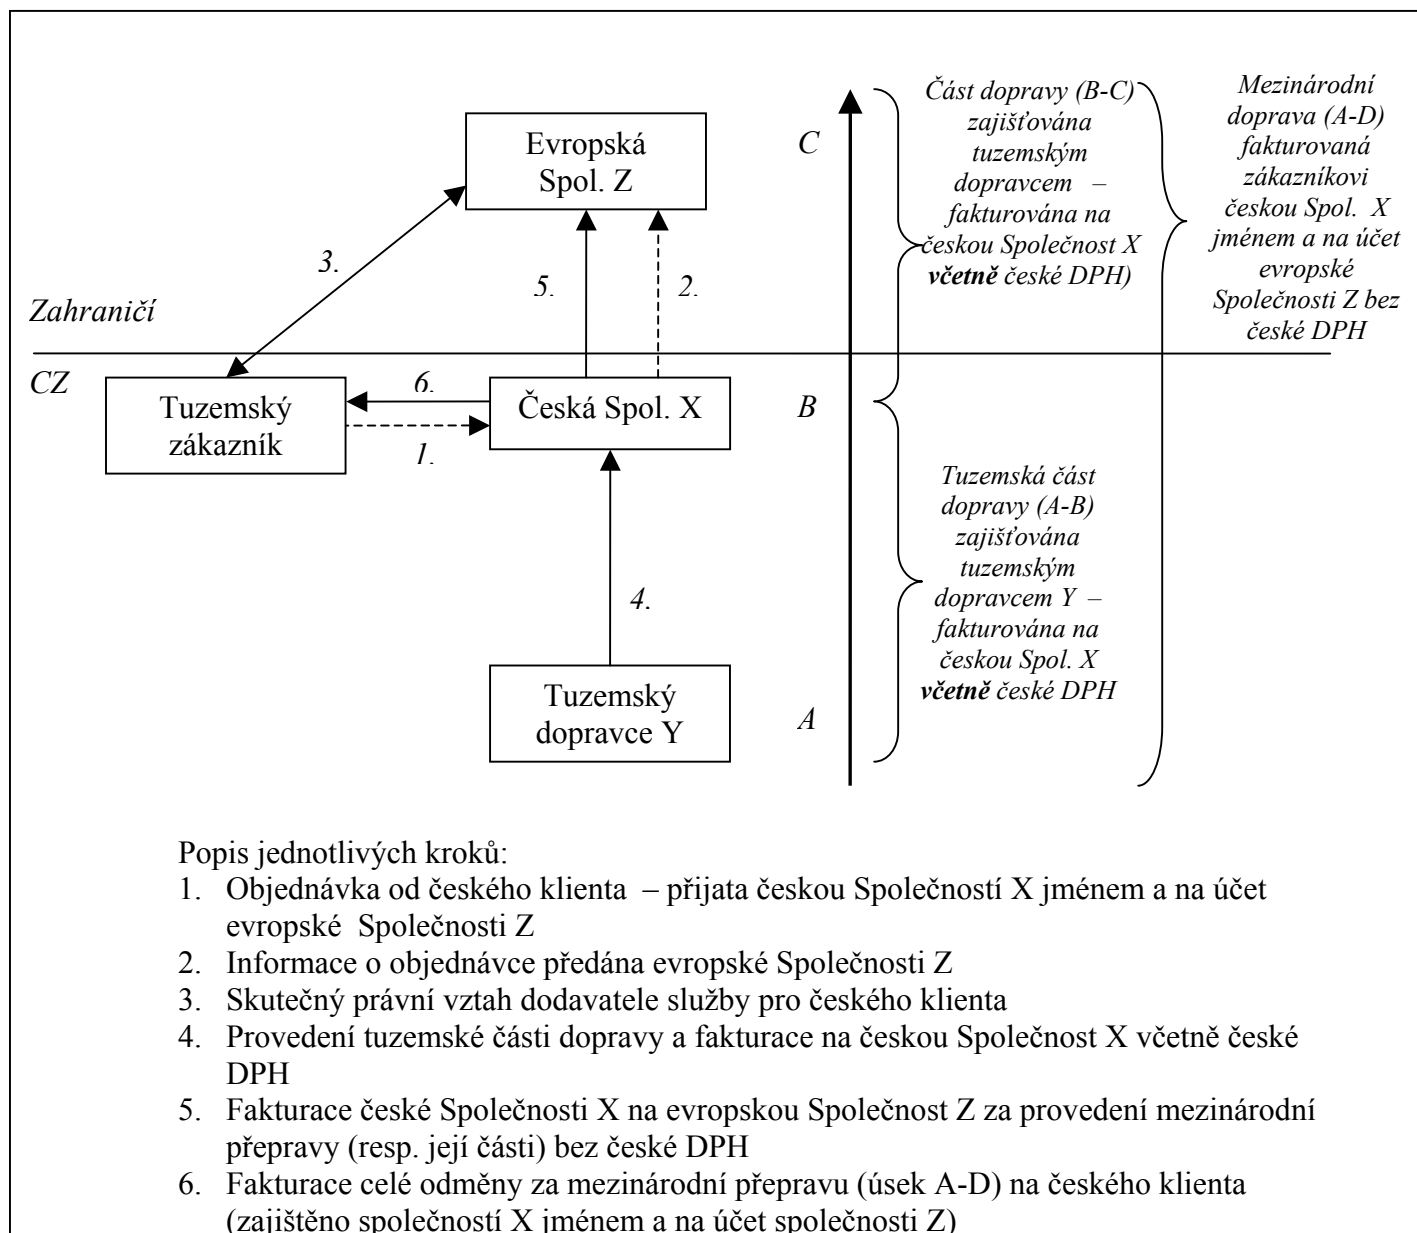 Evropská
Spol. Z
C
Část dopravy (B-C)
zajišťována
tuzemským
dopravcem –
fakturována na
českou Společnost X
včetně české DPH)
Mezinárodní
doprava (A-D)
fakturovaná
zákazníkovi
českou Spol. X
jménem a na účet
evropské
Společnosti Z bez
české DPH
3.
5.
2.
Zahraničí
CZ
Tuzemský
zákazník
6.
1.
Česká Spol. X
B
Tuzemská část
dopravy (A-B)
zajišťována
tuzemským
dopravcem Y –
fakturována na
českou Spol. X
včetně české DPH
4.
Tuzemský
dopravce Y
A
Popis jednotlivých kroků:
1. Objednávka od českého klienta – přijata českou Společností X jménem a na účet
evropské Společnosti Z
2. Informace o objednávce předána evropské Společnosti Z
3. Skutečný právní vztah dodavatele služby pro českého klienta
4. Provedení tuzemské části dopravy a fakturace na českou Společnost X včetně české
DPH
5. Fakturace české Společnosti X na evropskou Společnost Z za provedení mezinárodní
přepravy (resp. její části) bez české DPH
6. Fakturace celé odměny za mezinárodní přepravu (úsek A-D) na českého klienta
(zajištěno společností X jménem a na účet společnosti Z)